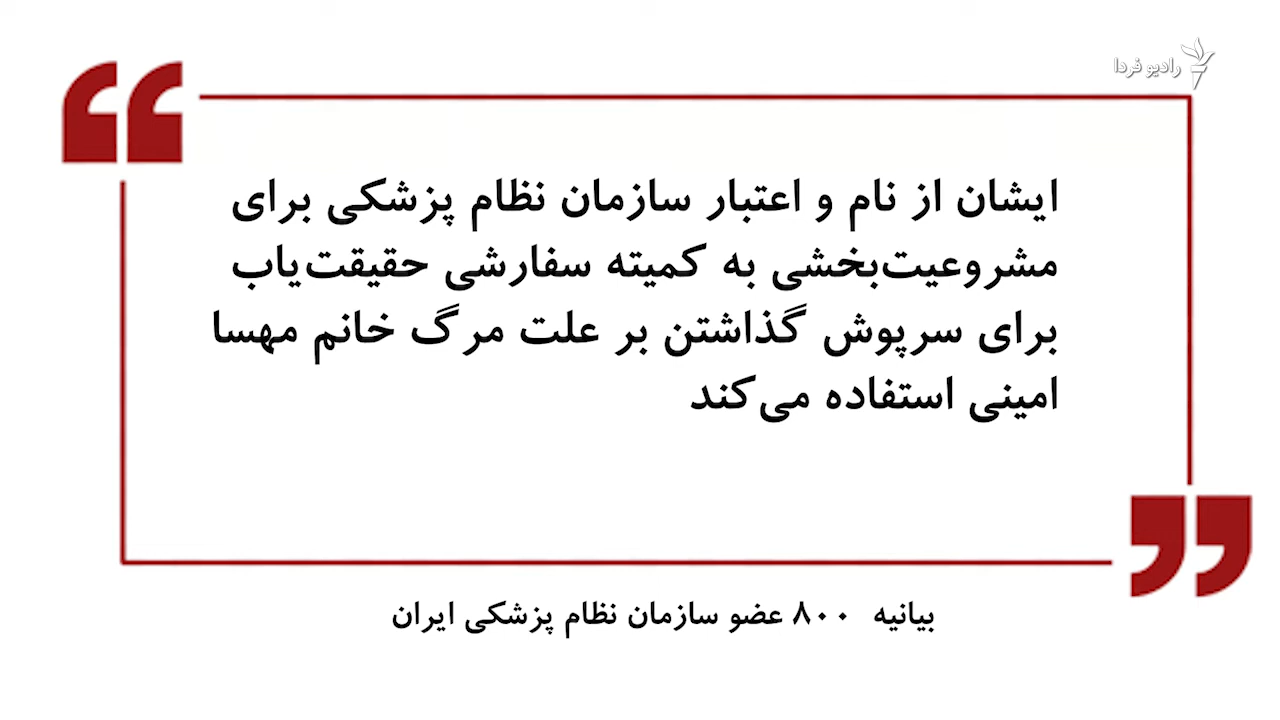 رادیو فردا
ایشان از نام و اعتبار سازمان نظام پزشکی برای
مشروعیت‌بخشی به کمیته سفارشی حقیقت‌یاب
برای سرپوش گذاشتن بر علت مرگ خانم مهسا
امینی استفاده می‌کند
بیانیه ۸۰۰ عضو سازمان نظام پزشکی ایران